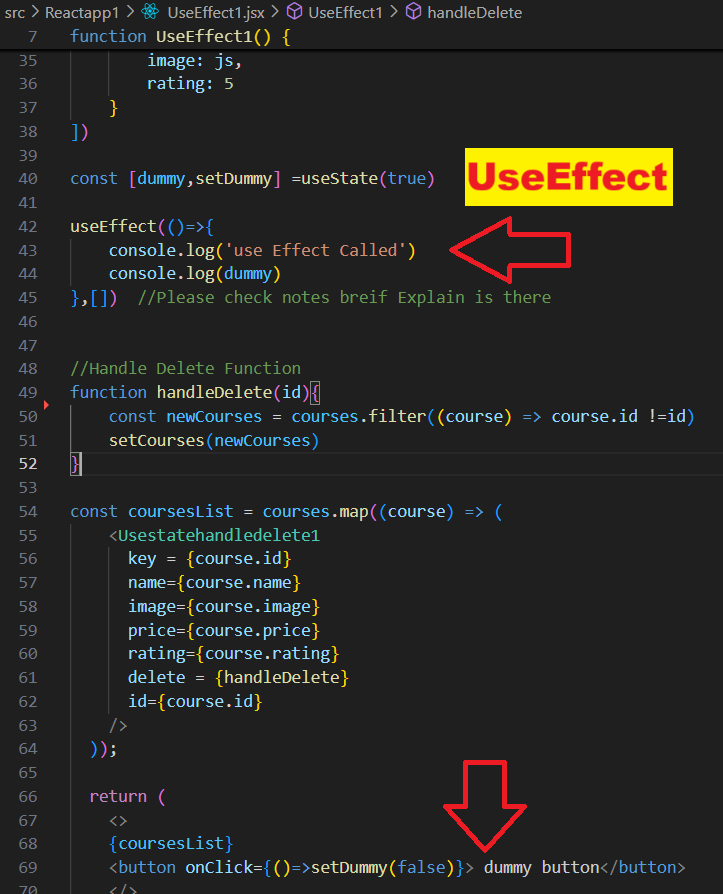 src > Reactapp1 > UseEffect1.jsx > UseEffect1 > handleDelete
7 function UseEffect1() {
35 image: js,
36 rating: 5
37 }
38 ])
39
40 const [dummy,setDummy] =useState(true)
UseEffect
41
42 useEffect(()=>{
43 console.log('use Effect Called')
44 console.log(dummy)
45 },[]) //Please check notes breif Explain is there
46
47
48 //Handle Delete Function
49 function handleDelete(id){
50 const newCourses = courses.filter((course) => course.id !=id)
51 setCourses(newCourses)
52 }
53
54 const coursesList = courses.map((course) => (
55 <Usestatehandledelete1
56 key = {course.id}
57 name={course.name}
58 image={course.image}
59 price={course.price}
60 rating={course.rating}
61 delete = {handleDelete}
62 id={course.id}
63 />
64 ));
65
66 return (
67 <>
68 {coursesList}
69 <button onClick={()=>setDummy(false)}> dummy button</button>
70 </>